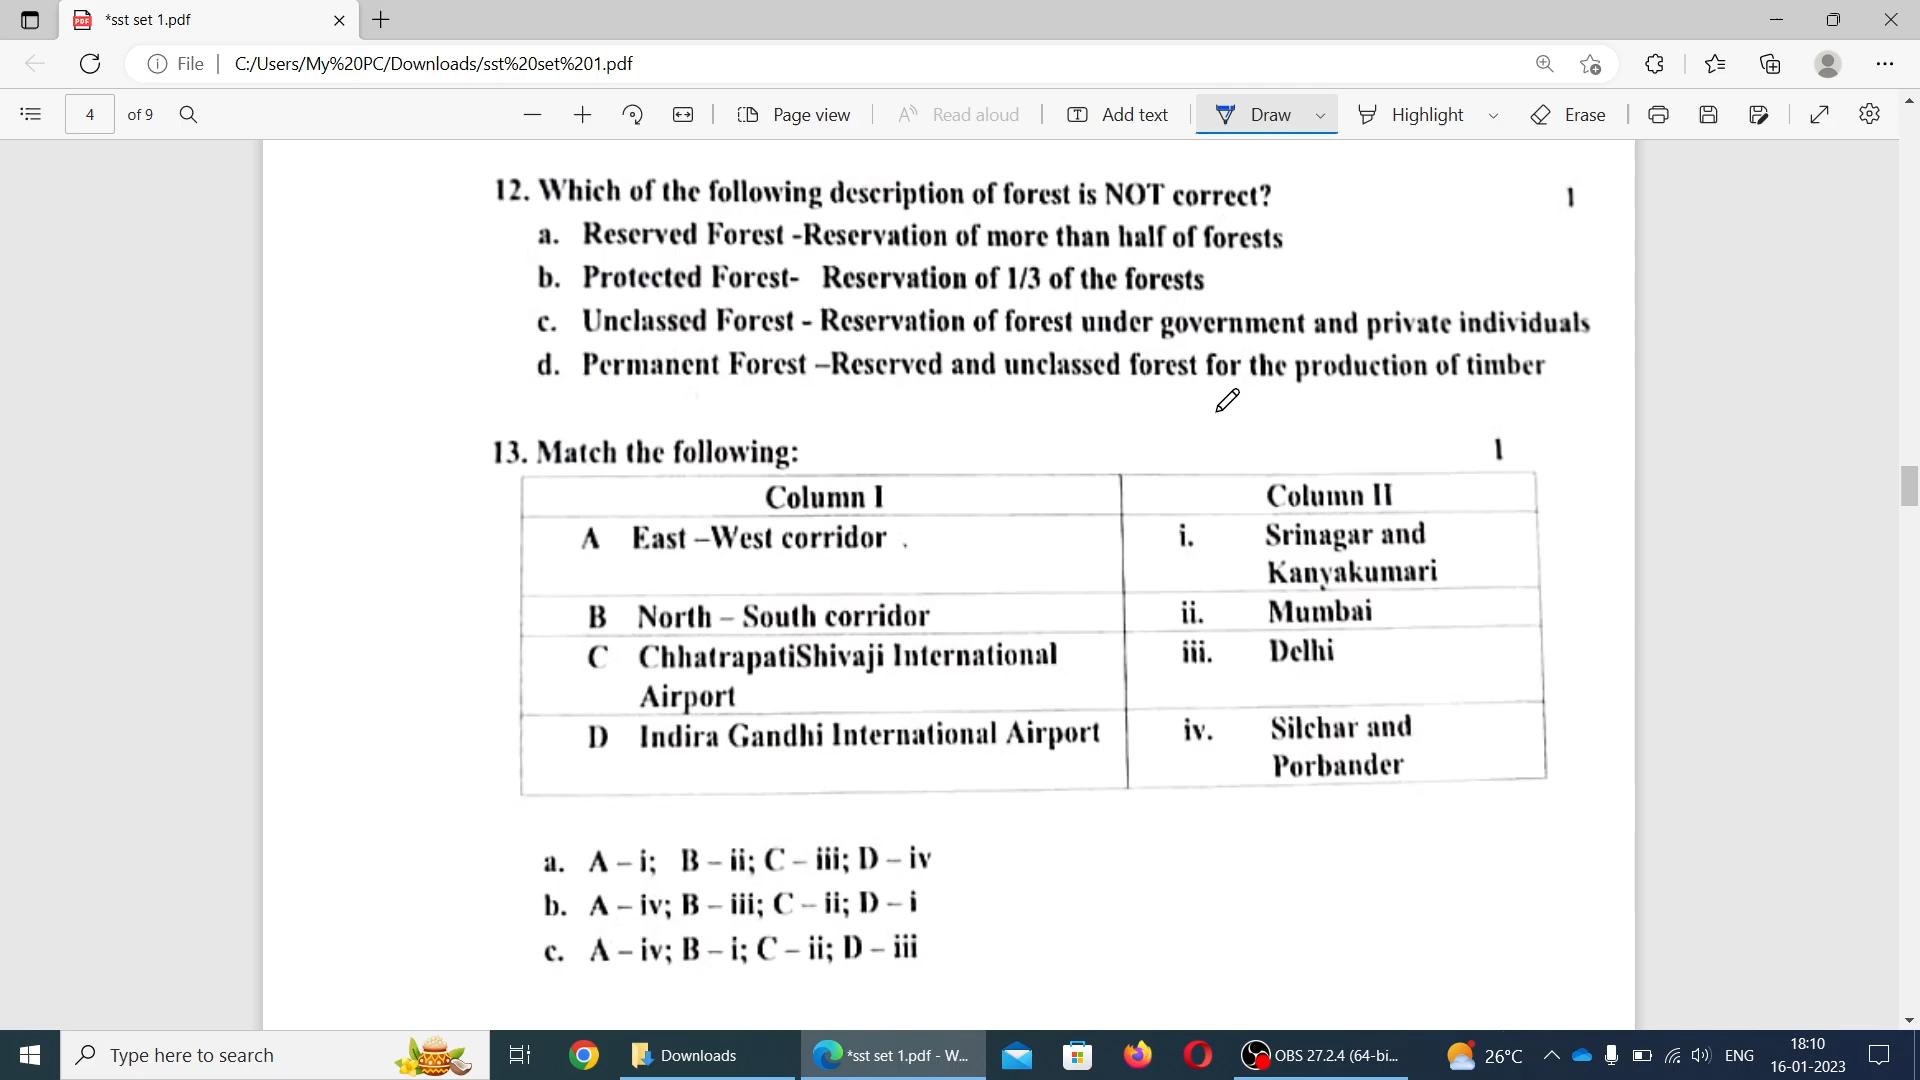 *sst set 1.pdf
File
C:/Users/My%20PC/Downloads/sst%20set%201.pdf
4 of 9
Page view
Read aloud
Add text
Draw
Highlight
Erase
12. Which of the following description of forest is NOT correct? 1
a. Reserved Forest -Reservation of more than half of forests
b. Protected Forest- Reservation of 1/3 of the forests
c. Unclassed Forest - Reservation of forest under government and private individuals
d. Permanent Forest –Reserved and unclassed forest for the production of timber
13. Match the following: 1
Column I Column II
A East –West corridor . i. Srinagar and
Kanyakumari
B North – South corridor ii. Mumbai
C ChhatrapatiShivaji International iii. Delhi
Airport
D Indira Gandhi International Airport iv. Silchar and
Porbander
a. A – i; B – ii; C – iii; D – iv
b. A – iv; B – iii; C – ii; D – i
c. A – iv; B – i; C – ii; D – iii
Type here to search
Downloads
*sst set 1.pdf - W...
OBS 27.2.4 (64-bi...
26°C
ENG
18:10
16-01-2023